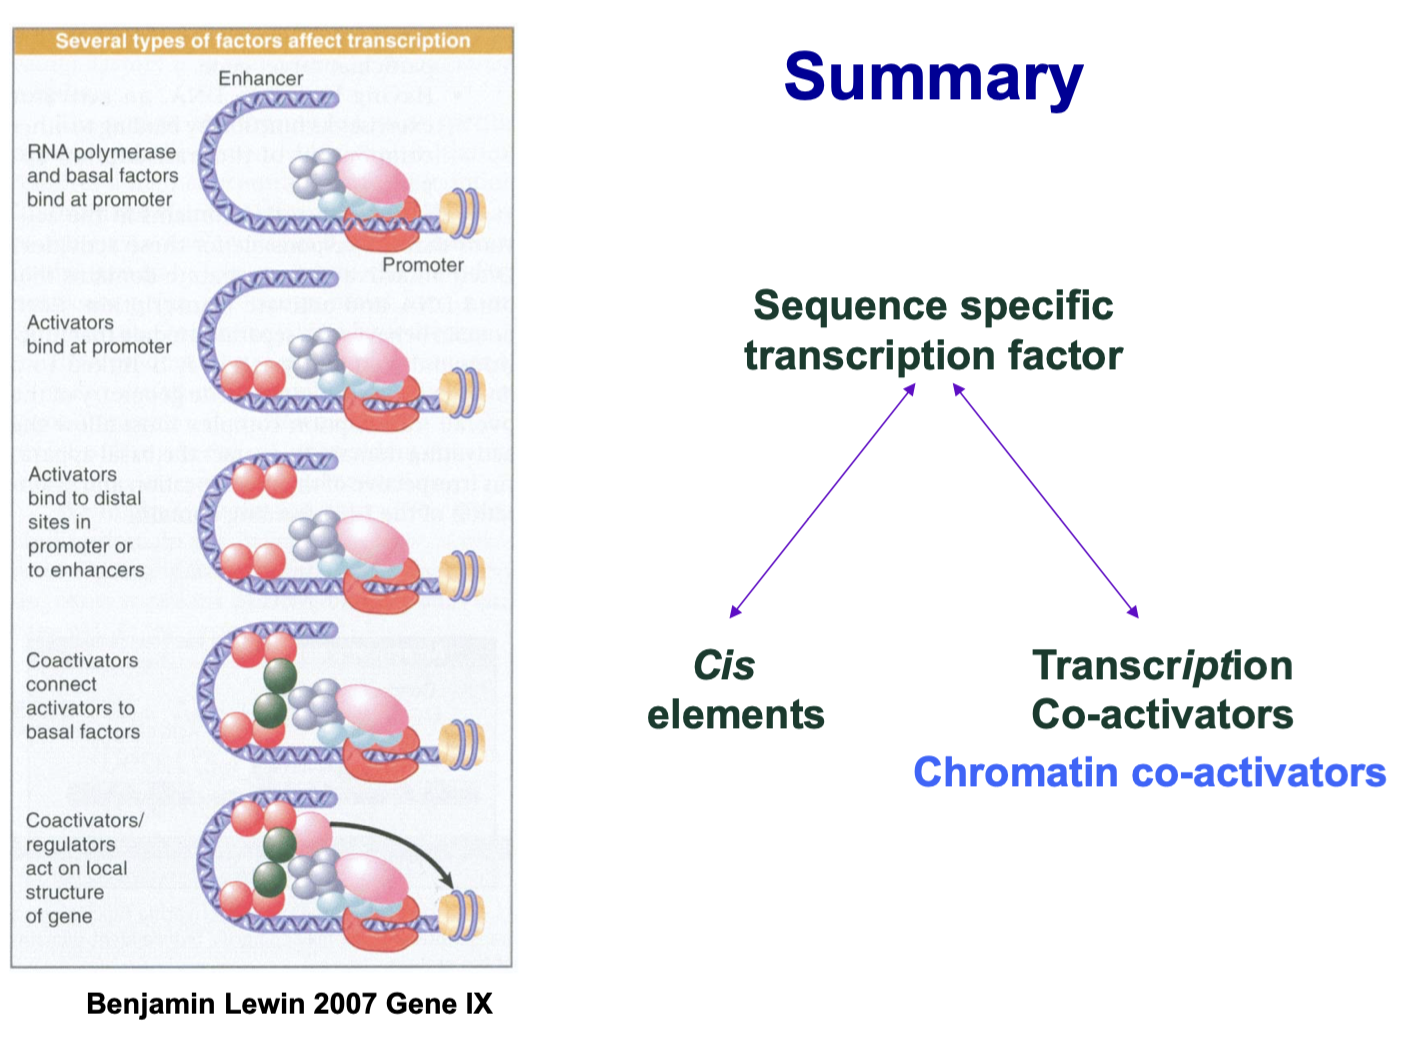 Several types of factors affect transcription
Enhancer
RNA polymerase
and basal factors
bind at promoter
Promoter
Activators
bind at promoter
Activators
bind to distal
sites in
promoter or
to enhancers
Coactivators
connect
activators to
basal factors
Coactivators/
regulators
act on local
structure
of gene
Benjamin Lewin 2007 Gene IX
Summary
Sequence specific
transcription factor
Cis
elements
Transcription
Co-activators
Chromatin co-activators